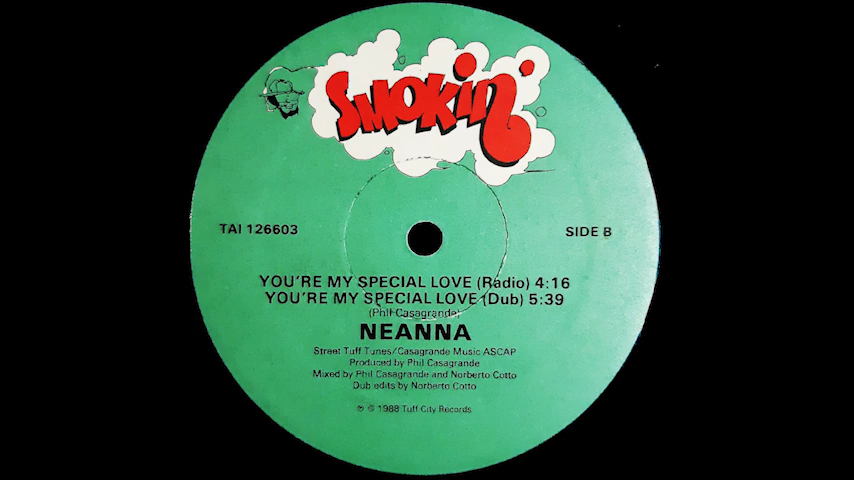 SMOKIN'
TAI 126603
SIDE B
YOU'RE MY SPECIAL LOVE (Radio) 4:16
YOU'RE MY SPECIAL LOVE (Dub) 5:39
(Phil Casagrande)
NEANNA
Street Tuff Tunes/Casagrande Music ASCAP
Produced by Phil Casagrande
Mixed by Phil Casagrande and Norberto Cotto
Dub edits by Norberto Cotto
℗ © 1988 Tuff City Records